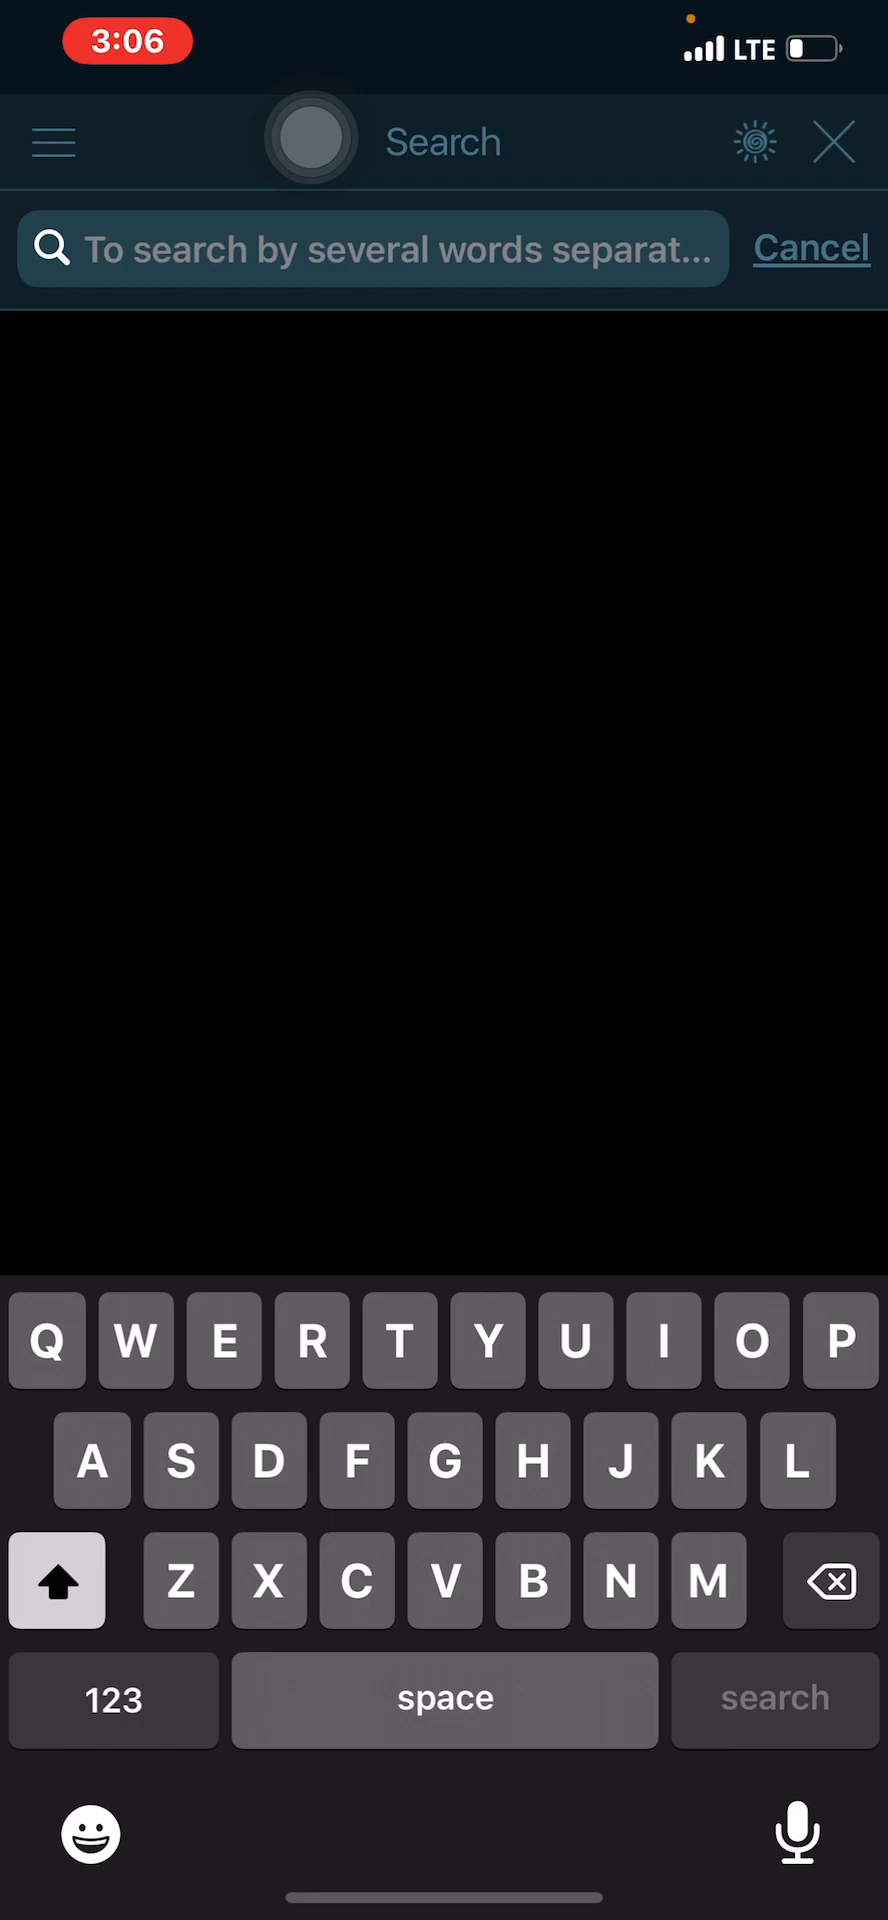 3:06 LTE
Search
To search by several words separat... Cancel
Q W E R T Y U I O P
A S D F G H J K L
Z X C V B N M
123 space search